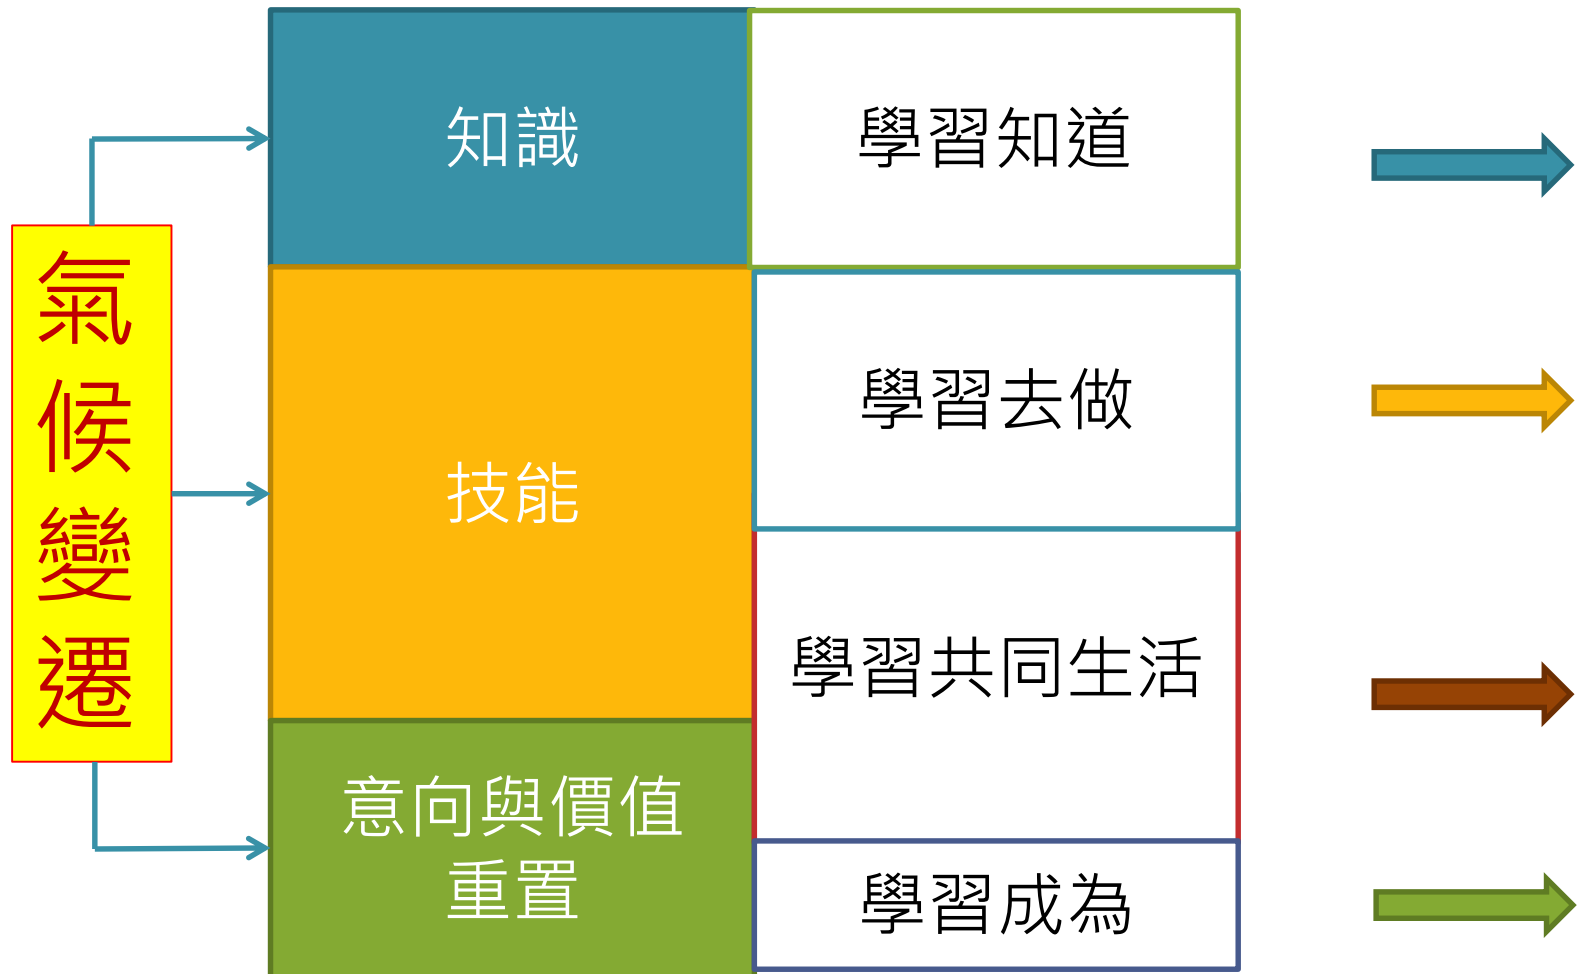 氣候變遷
知識
學習知道
技能
學習去做
學習共同生活
意向與價值
重置
學習成為